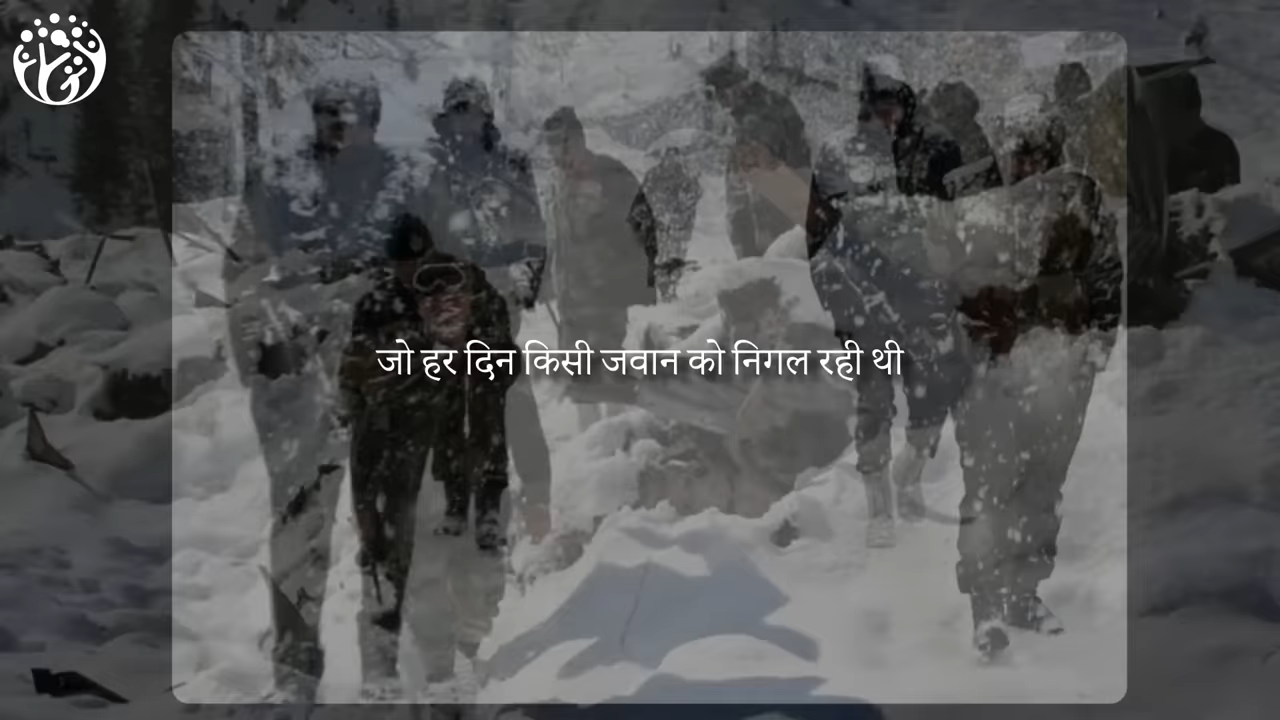 जो हर दिन किसी जवान को निगल रही थी